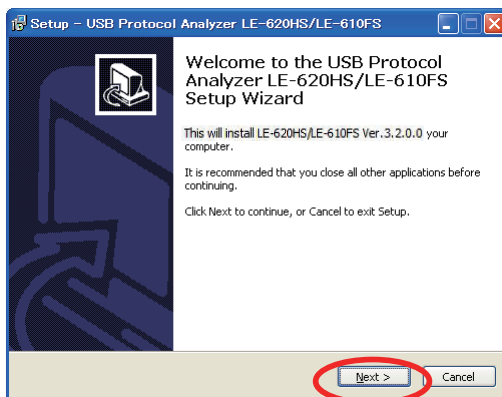 Setup - USB Protocol Analyzer LE-620HS/LE-610FS
Welcome to the USB Protocol
Analyzer LE-620HS/LE-610FS
Setup Wizard
This will install LE-620HS/LE-610FS Ver.3.2.0.0 your
computer.
It is recommended that you close all other applications before
continuing.
Click Next to continue, or Cancel to exit Setup.
Next >
Cancel